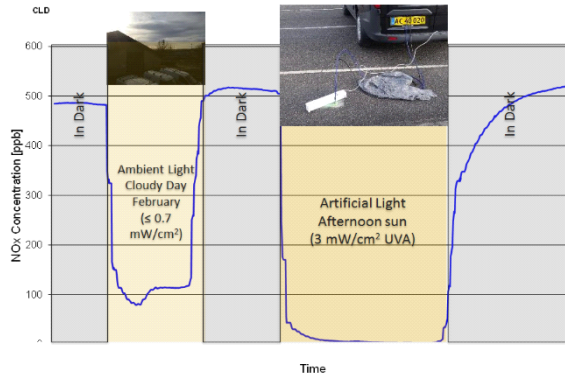 CLD
600
500
400
300
200
100
NOx Concentration [ppb]
In Dark
Ambient Light
Cloudy Day
February
(≤ 0.7
mW/cm²)
In Dark
Artificial Light
Afternoon sun
(3 mW/cm² UVA)
In Dark
Time